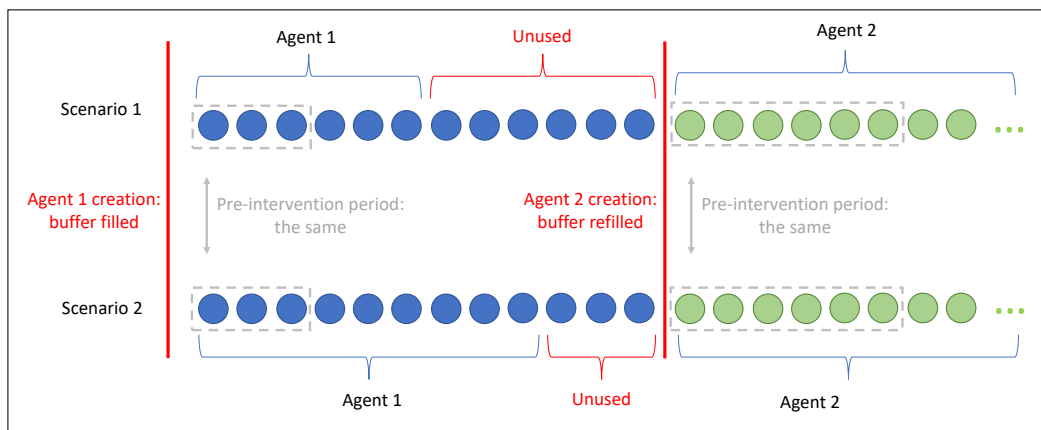 Agent 1
Unused
Agent 2
Scenario 1
Agent 1 creation:
buffer filled
Pre-intervention period:
the same
Agent 2 creation:
buffer refilled
Pre-intervention period:
the same
Scenario 2
Agent 1
Unused
Agent 2